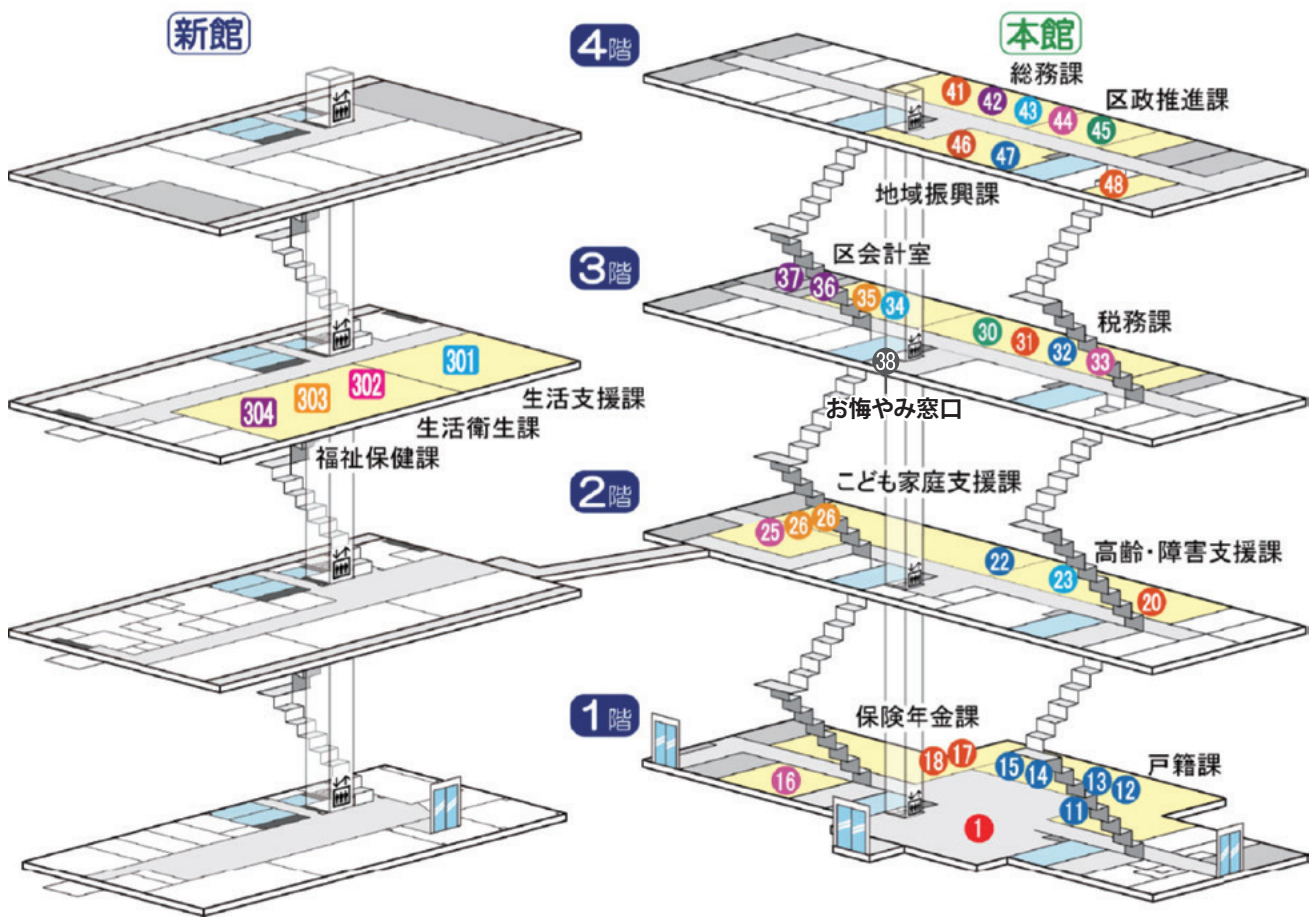 新館
本館
4階
総務課
41 42 43 44 45
区政推進課
46 47
48
地域振興課
3階
区会計室
37 36 35 34
30 31 32 33
税務課
38
お悔やみ窓口
301
302
303
304
生活支援課
生活衛生課
福祉保健課
2階
こども家庭支援課
25 26 26
22
23
20
高齢・障害支援課
1階
保険年金課
18 17
16
15 14
13 12
11
戸籍課
1